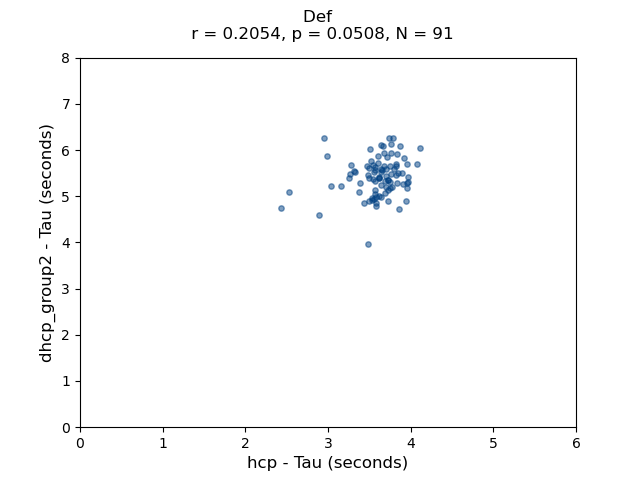 Def
r = 0.2054, p = 0.0508, N = 91
8
7
6
5
4
3
2
1
0
dhcp_group2 - Tau (seconds)
0 1 2 3 4 5 6
hcp - Tau (seconds)